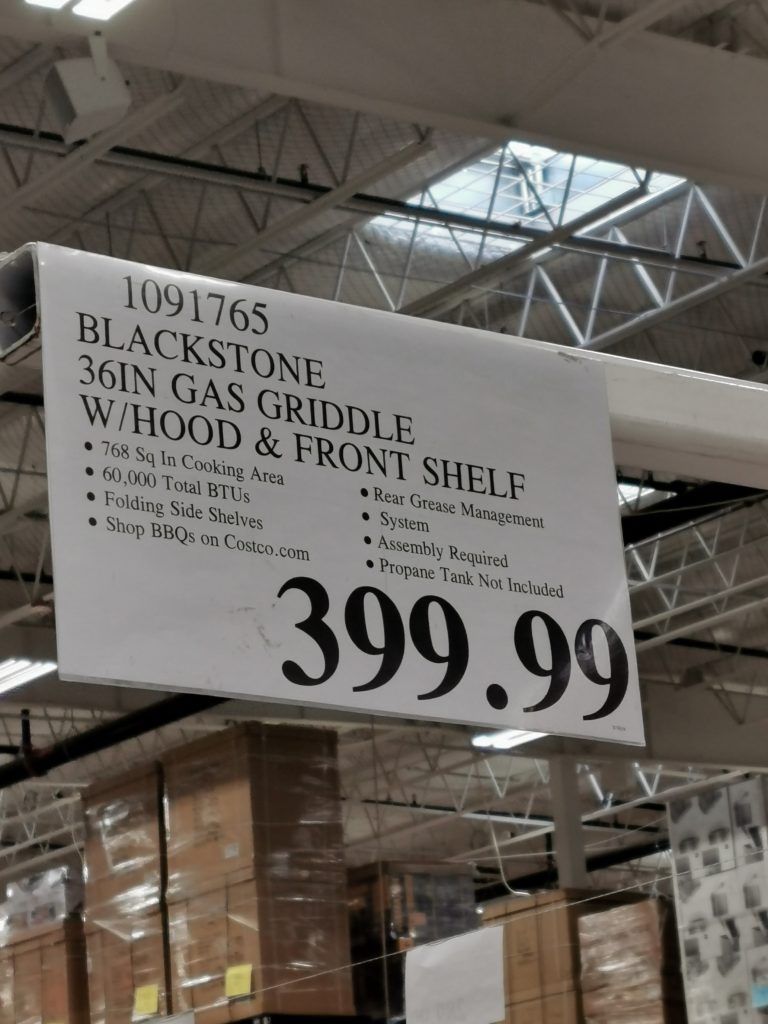 1091765
BLACKSTONE
36IN GAS GRIDDLE
W/HOOD & FRONT SHELF
• 768 Sq In Cooking Area
• 60,000 Total BTUs
• Folding Side Shelves
• Shop BBQs on Costco.com
• Rear Grease Management
• System
• Assembly Required
• Propane Tank Not Included
399.99